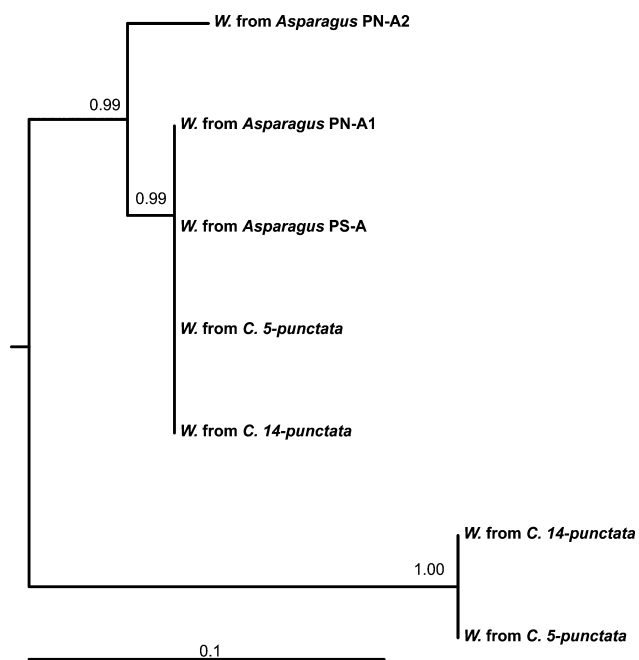 W. from Asparagus PN-A2
0.99
W. from Asparagus PN-A1
0.99
W. from Asparagus PS-A
W. from C. 5-punctata
W. from C. 14-punctata
W. from C. 14-punctata
1.00
W. from C. 5-punctata
0.1